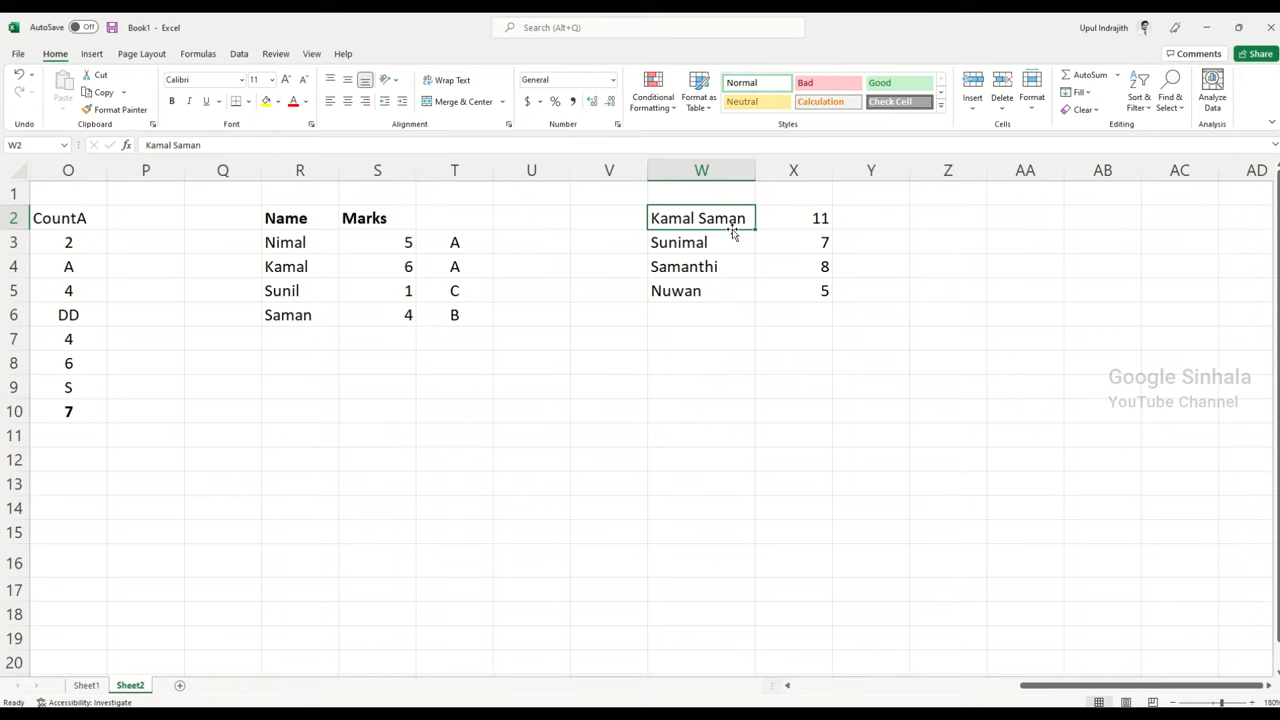 AutoSave Off Book1 - Excel Search (Alt+Q) Upul Indrajith
File Home Insert Page Layout Formulas Data Review View Help Comments Share
Undo
Paste Cut Copy Format Painter Clipboard
Calibri 11 A A B I U A Font
Wrap Text Merge & Center Alignment
General $ % Number
Conditional Formatting Format as Table Normal Bad Good Neutral Calculation Check Cell Styles
Insert Delete Format Cells
AutoSum Fill Clear Sort & Filter Find & Select Editing
Analyze Data Analysis
W2 fx Kamal Saman
O P Q R S T U V W X Y Z AA AB AC AD
1
2 CountA Name Marks Kamal Saman 11
3 2 Nimal 5 A Sunimal 7
4 A Kamal 6 A Samanthi 8
5 4 Sunil 1 C Nuwan 5
6 DD Saman 4 B
7 4
8 6
9 S
10 7
11
12
13
14
15
16
17
18
19
20
Google Sinhala
YouTube Channel
Sheet1 Sheet2
Ready Accessibility: Investigate 180%